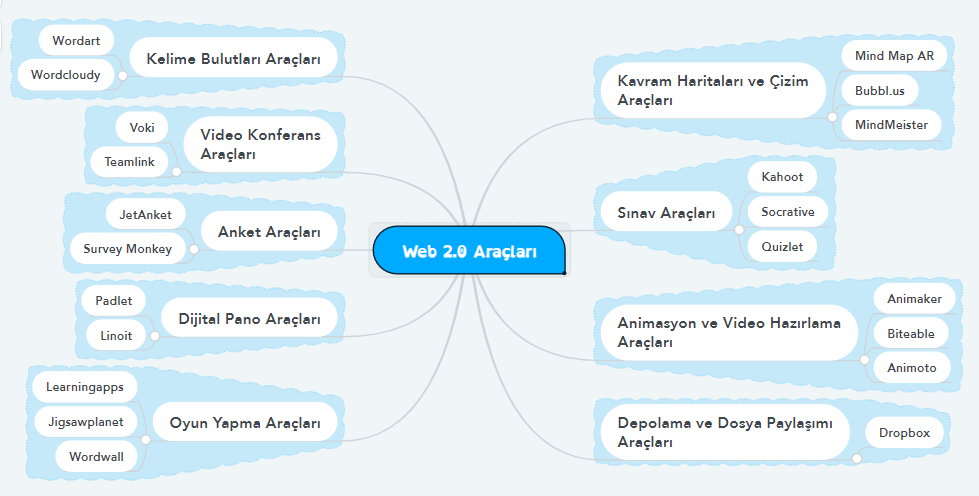 Web 2.0 Araçları
Kelime Bulutları Araçları
Wordart
Wordcloudy
Video Konferans
Araçları
Voki
Teamlink
Anket Araçları
JetAnket
Survey Monkey
Dijital Pano Araçları
Padlet
Linoit
Oyun Yapma Araçları
Learningapps
Jigsawplanet
Wordwall
Kavram Haritaları ve Çizim
Araçları
Mind Map AR
Bubbl.us
MindMeister
Sınav Araçları
Kahoot
Socrative
Quizlet
Animasyon ve Video Hazırlama
Araçları
Animaker
Biteable
Animoto
Depolama ve Dosya Paylaşımı
Araçları
Dropbox